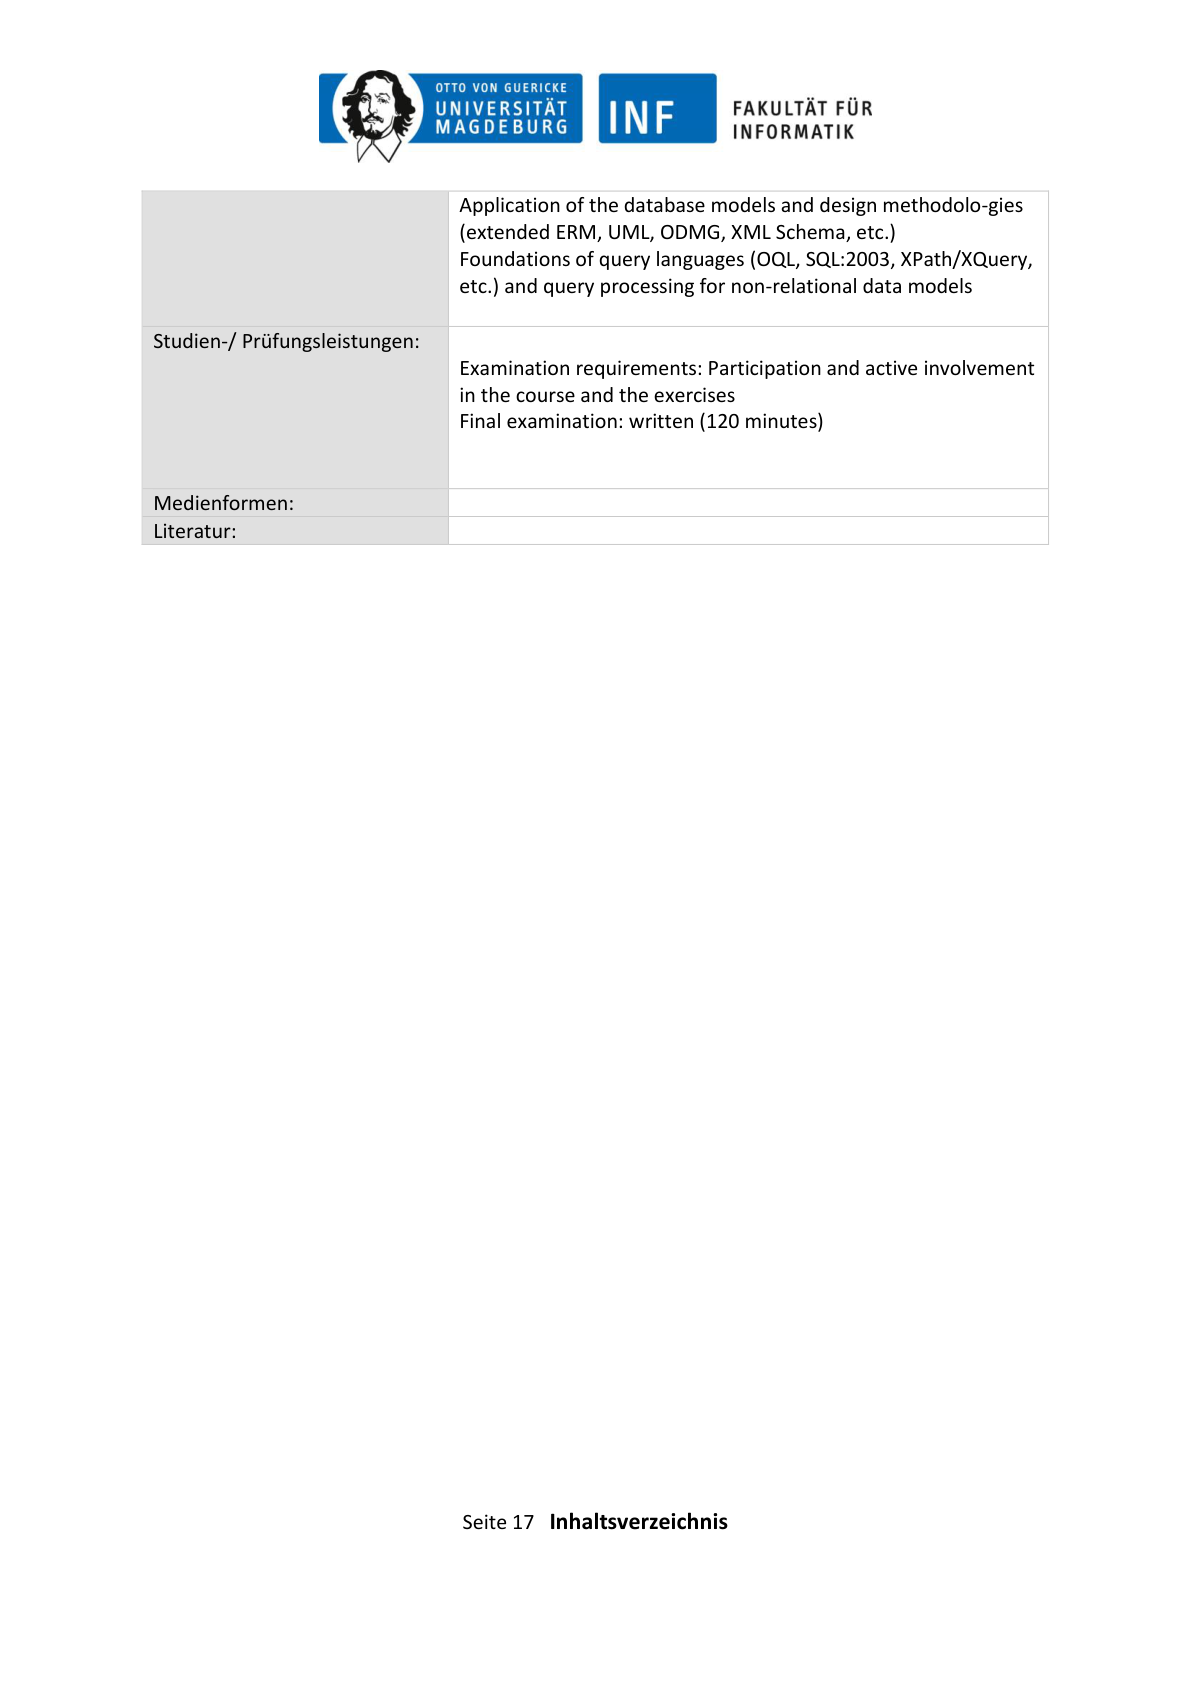 OTTO VON GUERICKE
UNIVERSITÄT
MAGDEBURG
INF
FAKULTÄT FÜR
INFORMATIK
Application of the database models and design methodolo-gies
(extended ERM, UML, ODMG, XML Schema, etc.)
Foundations of query languages (OQL, SQL:2003, XPath/XQuery,
etc.) and query processing for non-relational data models
Studien-/ Prüfungsleistungen:
Examination requirements: Participation and active involvement
in the course and the exercises
Final examination: written (120 minutes)
Medienformen:
Literatur:
Seite 17 Inhaltsverzeichnis